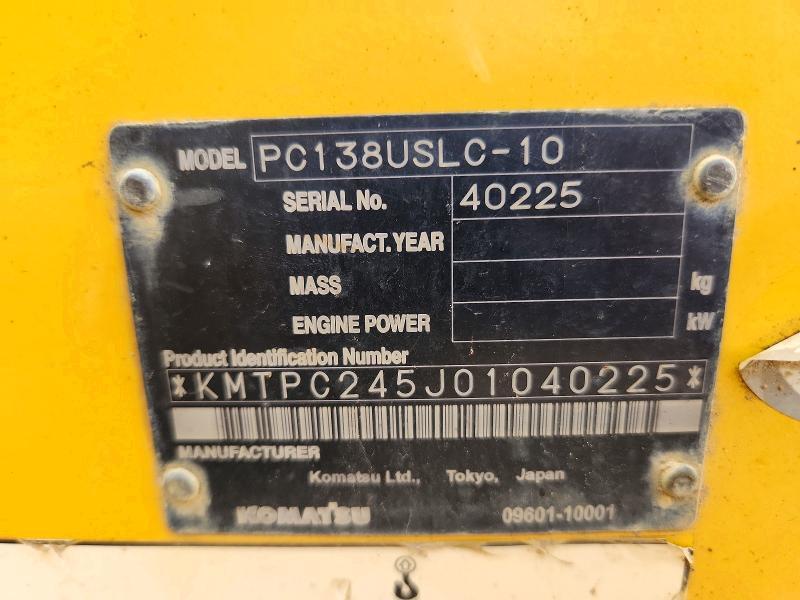 MODEL PC138USLC-10
SERIAL No. 40225
MANUFACT.YEAR
MASS kg
ENGINE POWER kW
Product Identification Number
*KMTPC245J01040225*
MANUFACTURER
Komatsu Ltd., Tokyo, Japan
KOMATSU 09601-10001